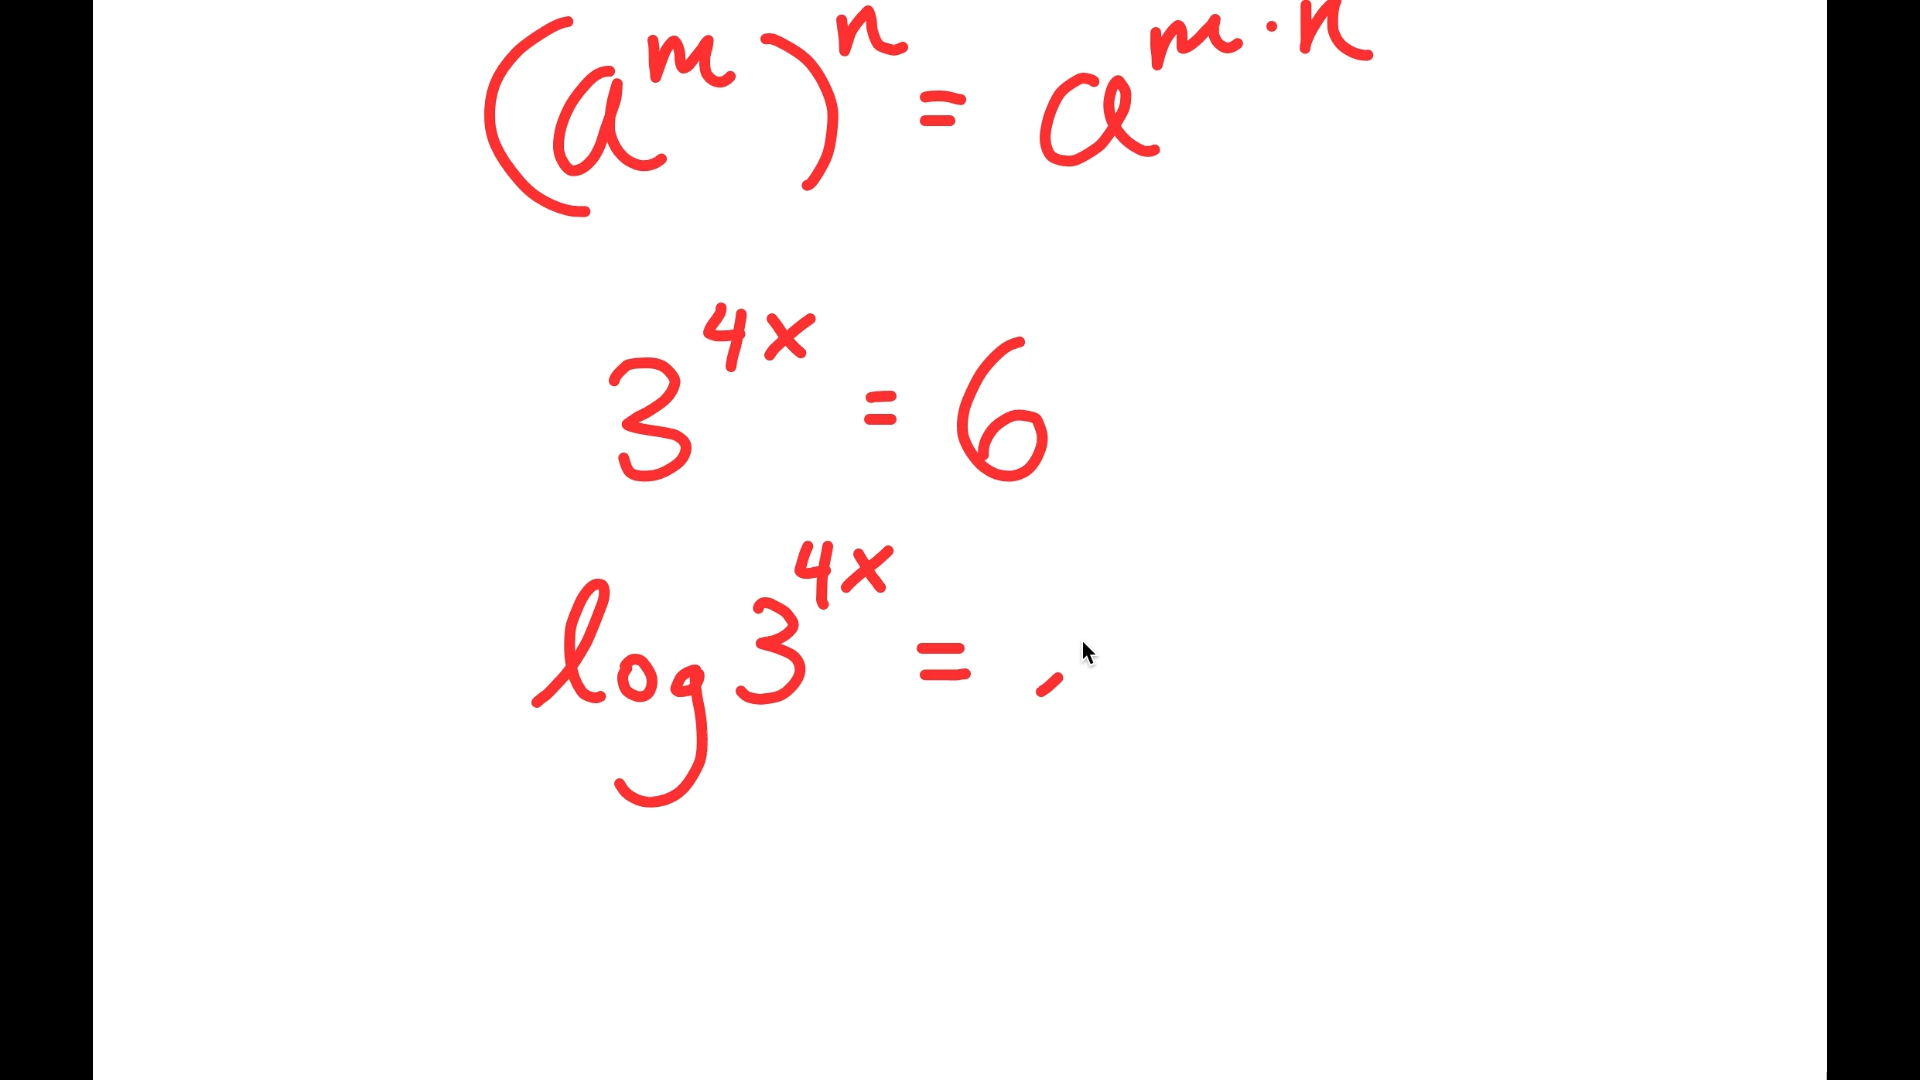 (a^m)^n = a^{m·n}
3^{4x} = 6
log 3^{4x} =